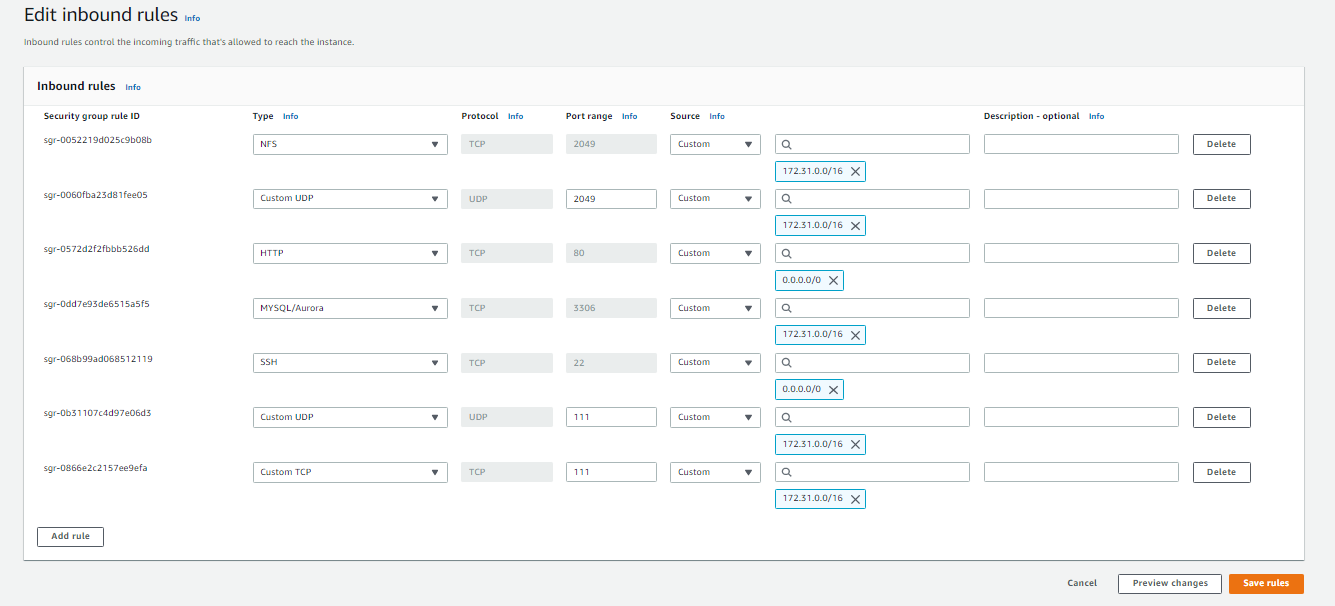 Edit inbound rules Info
Inbound rules control the incoming traffic that's allowed to reach the instance.
Inbound rules Info
Security group rule ID Type Info Protocol Info Port range Info Source Info Description - optional Info
sgr-0052219d025c9b08b NFS TCP 2049 Custom Delete
172.31.0.0/16
sgr-0060fba23d81fee05 Custom UDP UDP 2049 Custom Delete
172.31.0.0/16
sgr-0572d2f2fbbb526dd HTTP TCP 80 Custom Delete
0.0.0.0/0
sgr-0dd7e93de6515a5f5 MYSQL/Aurora TCP 3306 Custom Delete
172.31.0.0/16
sgr-068b99ad068512119 SSH TCP 22 Custom Delete
0.0.0.0/0
sgr-0b31107c4d97e06d3 Custom UDP UDP 111 Custom Delete
172.31.0.0/16
sgr-0866e2c2157ee9efa Custom TCP TCP 111 Custom Delete
172.31.0.0/16
Add rule
Cancel Preview changes Save rules